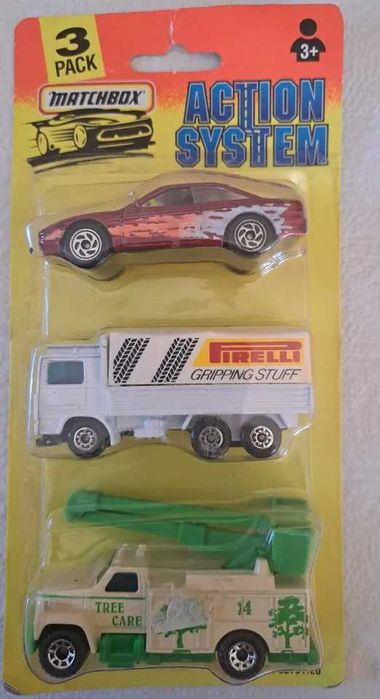 3
PACK
3+
MATCHBOX
ACTION
SYSTEM
PIRELLI
GRIPPING STUFF
TREE
CARE
14